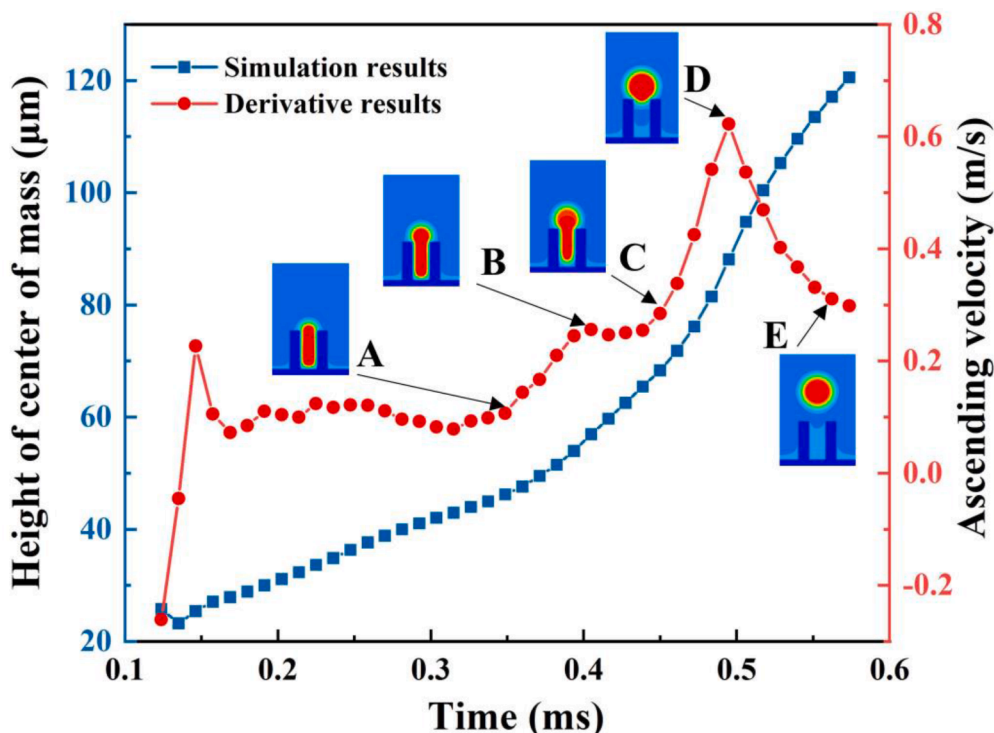 Height of center of mass (μm)
120
100
80
60
40
20
Simulation results
Derivative results
A
B
C
D
E
0.8
0.6
0.4
0.2
0.0
-0.2
Ascending velocity (m/s)
0.1
0.2
0.3
0.4
0.5
0.6
Time (ms)